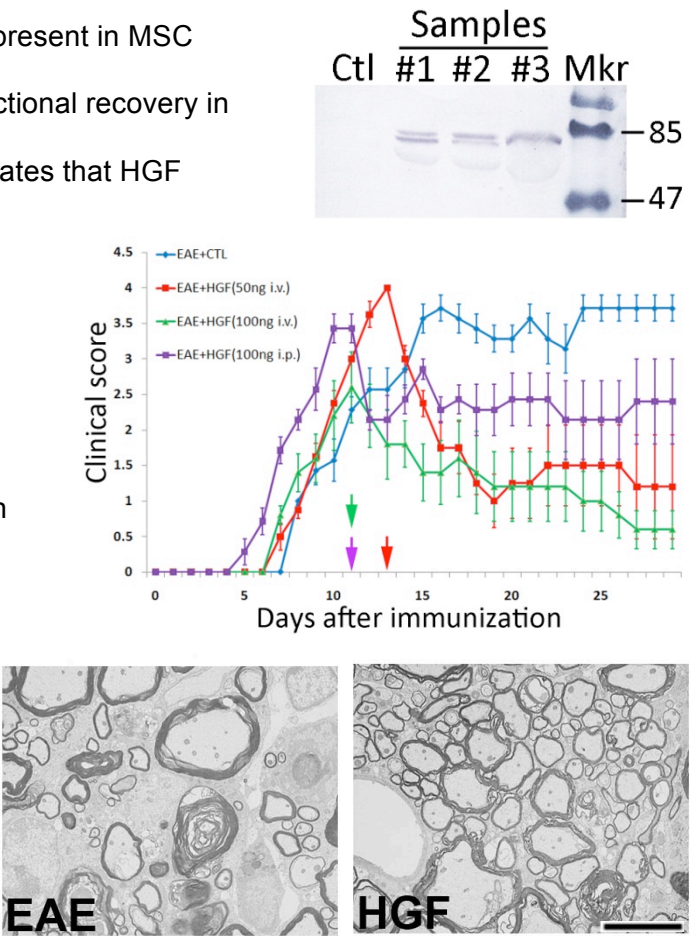 present in MSC
ctional recovery in
ates that HGF
Samples
Ctl #1 #2 #3 Mkr
85
47
4.5
4
3.5
3
2.5
2
1.5
1
0.5
0
Clinical score
EAE+CTL
EAE+HGF(50ng i.v.)
EAE+HGF(100ng i.v.)
EAE+HGF(100ng i.p.)
0 5 10 15 20 25
Days after immunization
EAE
HGF